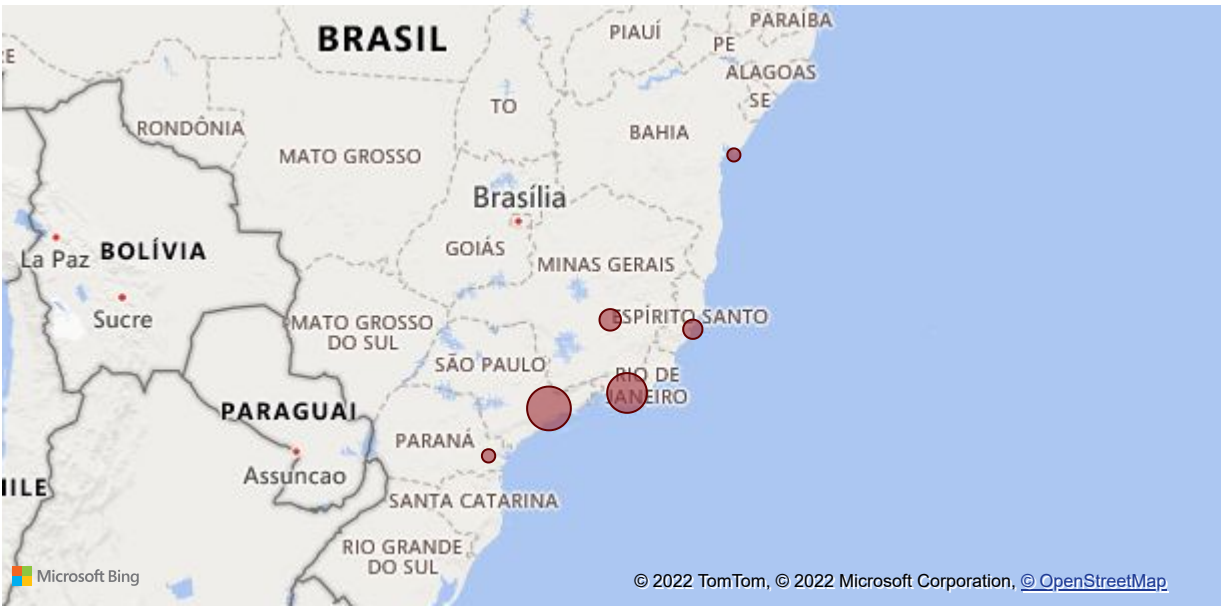 PARAÍBA
BRASIL
PIAUÍ
PE
RE
ALAGOAS
TO
SE
RONDÔNIA
BAHIA
MATO GROSSO
Brasília
GOIÁS
La Paz
BOLÍVIA
MINAS GERAIS
Sucre
ESPÍRITO SANTO
MATO GROSSO
DO SUL
SÃO PAULO
RIO DE
JANEIRO
PARAGUAI
PARANÁ
Assuncao
HILE
SANTA CATARINA
RIO GRANDE
DO SUL
Microsoft Bing
© 2022 TomTom, © 2022 Microsoft Corporation, © OpenStreetMap